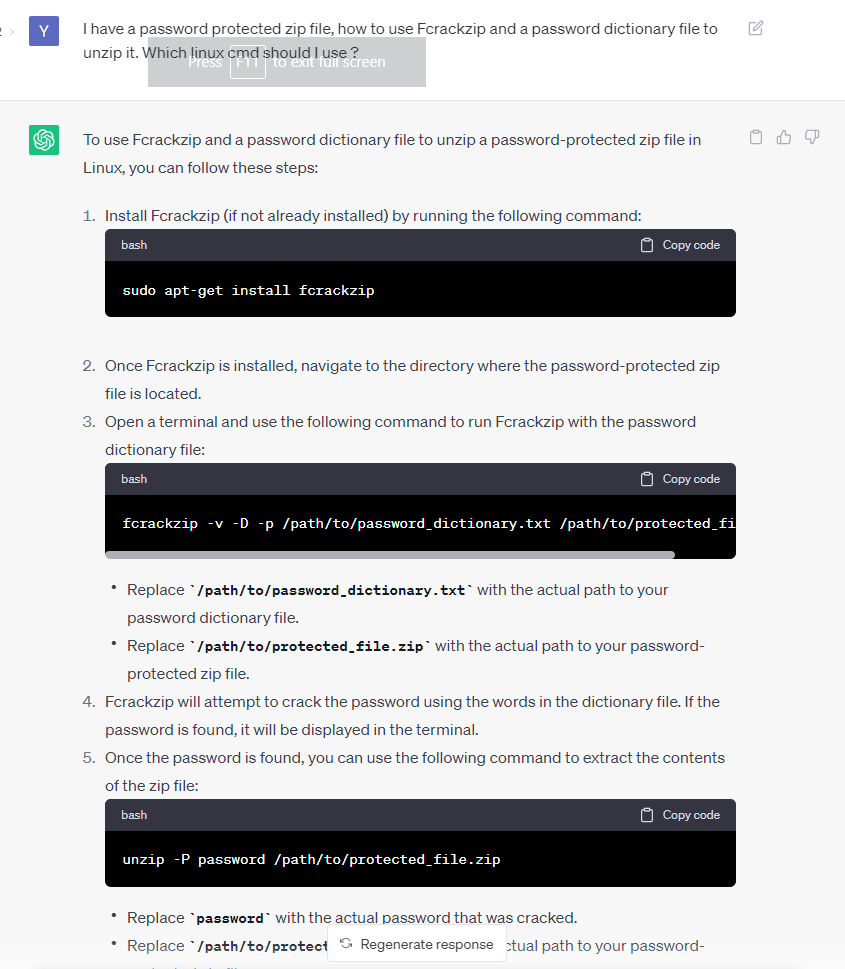 Y
I have a password protected zip file, how to use Fcrackzip and a password dictionary file to
unzip it. Which linux cmd should I use ?
Press F11 to exit full screen
To use Fcrackzip and a password dictionary file to unzip a password-protected zip file in
Linux, you can follow these steps:
1. Install Fcrackzip (if not already installed) by running the following command:
bash Copy code
sudo apt-get install fcrackzip
2. Once Fcrackzip is installed, navigate to the directory where the password-protected zip
file is located.
3. Open a terminal and use the following command to run Fcrackzip with the password
dictionary file:
bash Copy code
fcrackzip -v -D -p /path/to/password_dictionary.txt /path/to/protected_fi
• Replace `/path/to/password_dictionary.txt` with the actual path to your
password dictionary file.
• Replace `/path/to/protected_file.zip` with the actual path to your password-
protected zip file.
4. Fcrackzip will attempt to crack the password using the words in the dictionary file. If the
password is found, it will be displayed in the terminal.
5. Once the password is found, you can use the following command to extract the contents
of the zip file:
bash Copy code
unzip -P password /path/to/protected_file.zip
• Replace `password` with the actual password that was cracked.
• Replace `/path/to/protect ctual path to your password-
Regenerate response